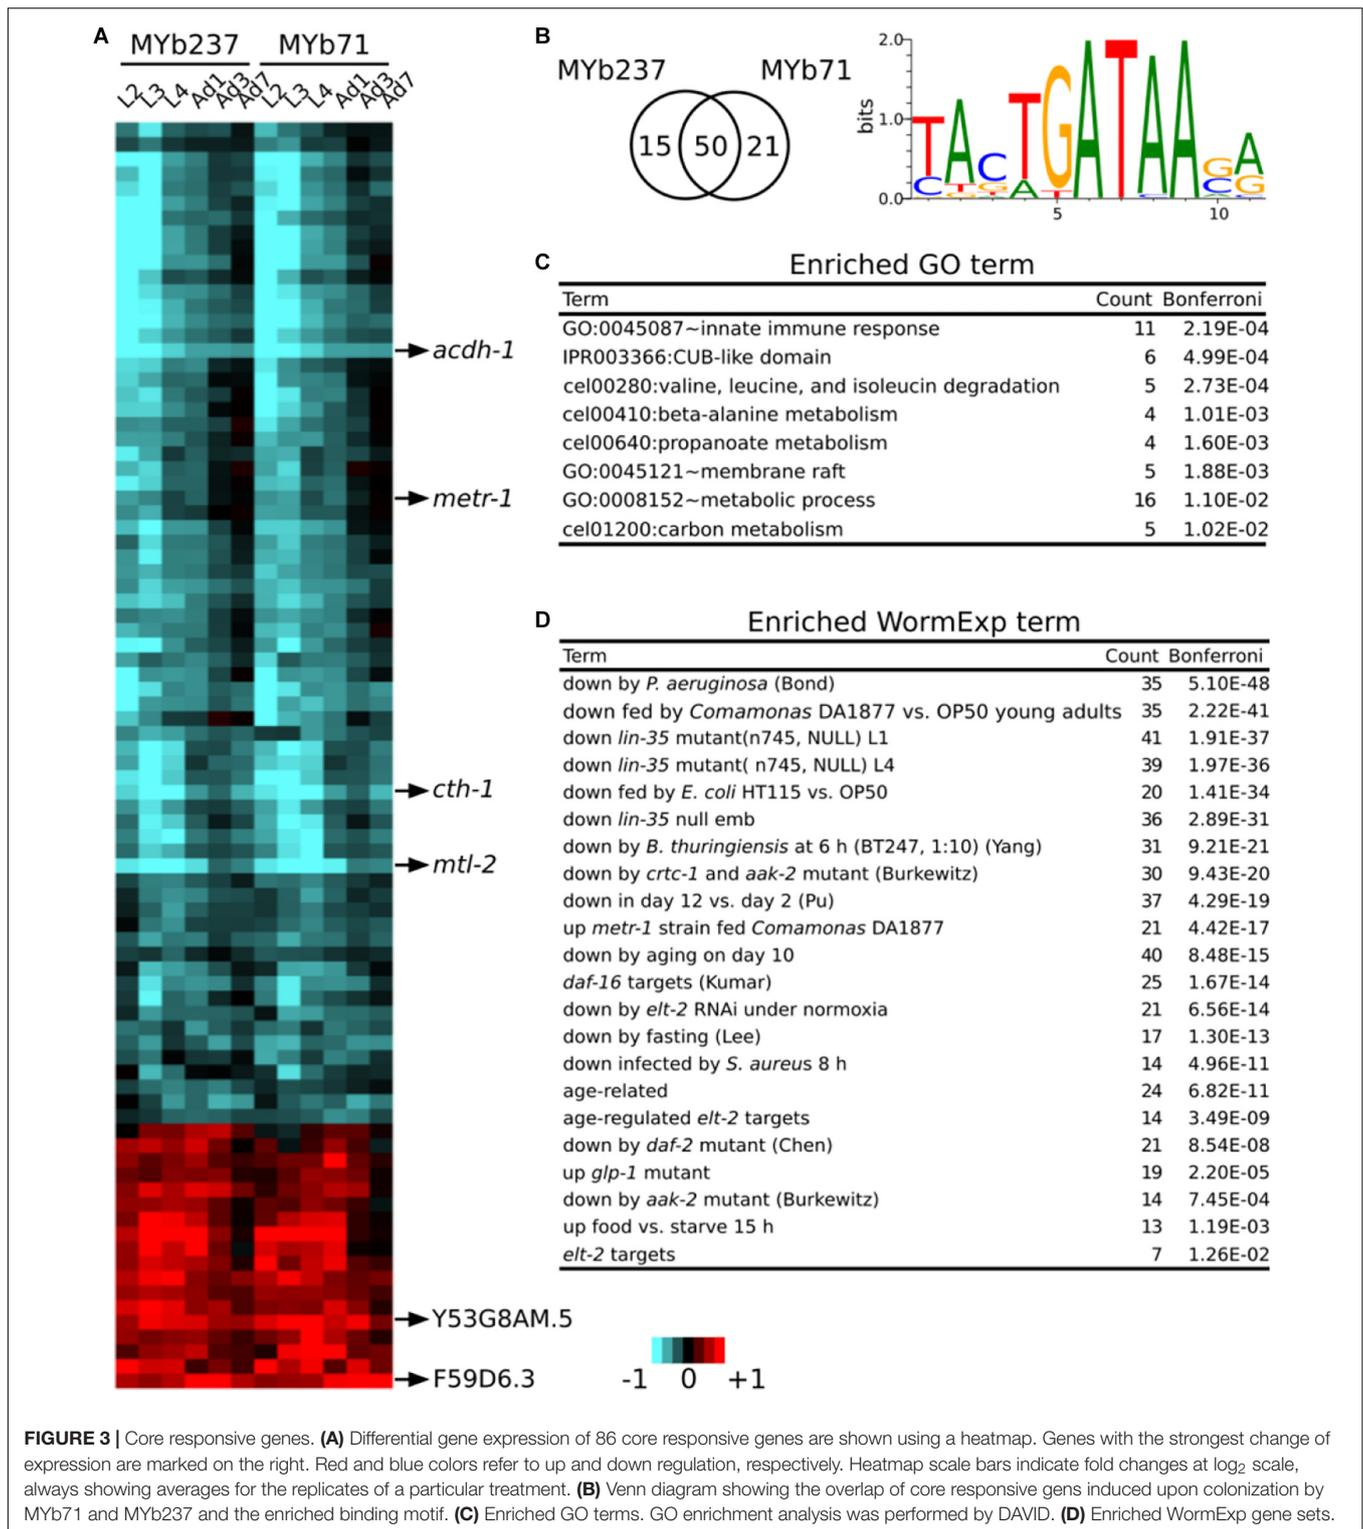 A
MYb237 MYb71
L2 L3 L4 Ad1 Ad3 Ad7 L2 L3 L4 Ad1 Ad3 Ad7
acdh-1
metr-1
cth-1
mtl-2
Y53G8AM.5
F59D6.3
-1 0 +1
B
MYb237 MYb71
15 50 21
bits
2.0
1.0
0.0
5 10
C
Enriched GO term
Term Count Bonferroni
GO:0045087~innate immune response 11 2.19E-04
IPR003366:CUB-like domain 6 4.99E-04
cel00280:valine, leucine, and isoleucin degradation 5 2.73E-04
cel00410:beta-alanine metabolism 4 1.01E-03
cel00640:propanoate metabolism 4 1.60E-03
GO:0045121~membrane raft 5 1.88E-03
GO:0008152~metabolic process 16 1.10E-02
cel01200:carbon metabolism 5 1.02E-02
D
Enriched WormExp term
Term Count Bonferroni
down by P. aeruginosa (Bond) 35 5.10E-48
down fed by Comamonas DA1877 vs. OP50 young adults 35 2.22E-41
down lin-35 mutant(n745, NULL) L1 41 1.91E-37
down lin-35 mutant( n745, NULL) L4 39 1.97E-36
down fed by E. coli HT115 vs. OP50 20 1.41E-34
down lin-35 null emb 36 2.89E-31
down by B. thuringiensis at 6 h (BT247, 1:10) (Yang) 31 9.21E-21
down by crtc-1 and aak-2 mutant (Burkewitz) 30 9.43E-20
down in day 12 vs. day 2 (Pu) 37 4.29E-19
up metr-1 strain fed Comamonas DA1877 21 4.42E-17
down by aging on day 10 40 8.48E-15
daf-16 targets (Kumar) 25 1.67E-14
down by elt-2 RNAi under normoxia 21 6.56E-14
down by fasting (Lee) 17 1.30E-13
down infected by S. aureus 8 h 14 4.96E-11
age-related 24 6.82E-11
age-regulated elt-2 targets 14 3.49E-09
down by daf-2 mutant (Chen) 21 8.54E-08
up glp-1 mutant 19 2.20E-05
down by aak-2 mutant (Burkewitz) 14 7.45E-04
up food vs. starve 15 h 13 1.19E-03
elt-2 targets 7 1.26E-02
FIGURE 3 | Core responsive genes. (A) Differential gene expression of 86 core responsive genes are shown using a heatmap. Genes with the strongest change of
expression are marked on the right. Red and blue colors refer to up and down regulation, respectively. Heatmap scale bars indicate fold changes at log2 scale,
always showing averages for the replicates of a particular treatment. (B) Venn diagram showing the overlap of core responsive gens induced upon colonization by
MYb71 and MYb237 and the enriched binding motif. (C) Enriched GO terms. GO enrichment analysis was performed by DAVID. (D) Enriched WormExp gene sets.